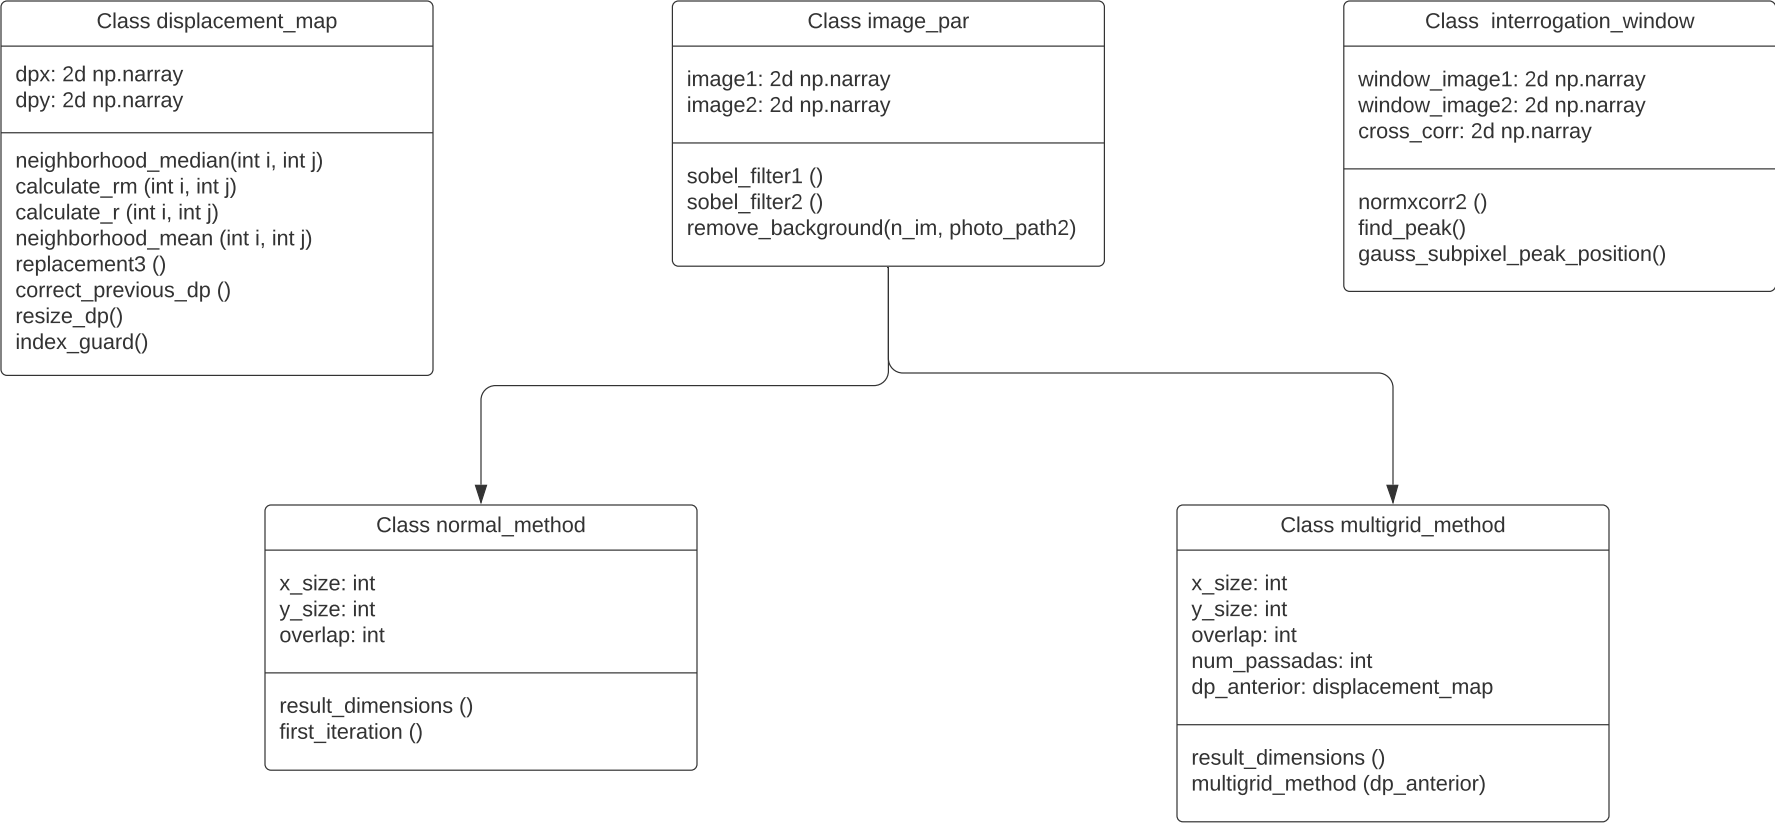 Class displacement_map
dpx: 2d np.narray
dpy: 2d np.narray
neighborhood_median(int i, int j)
calculate_rm (int i, int j)
calculate_r (int i, int j)
neighborhood_mean (int i, int j)
replacement3 ()
correct_previous_dp ()
resize_dp()
index_guard()
Class image_par
image1: 2d np.narray
image2: 2d np.narray
sobel_filter1 ()
sobel_filter2 ()
remove_background(n_im, photo_path2)
Class  interrogation_window
window_image1: 2d np.narray
window_image2: 2d np.narray
cross_corr: 2d np.narray
normxcorr2 ()
find_peak()
gauss_subpixel_peak_position()
Class normal_method
x_size: int
y_size: int
overlap: int
result_dimensions ()
first_iteration ()
Class multigrid_method
x_size: int
y_size: int
overlap: int
num_passadas: int
dp_anterior: displacement_map
result_dimensions ()
multigrid_method (dp_anterior)